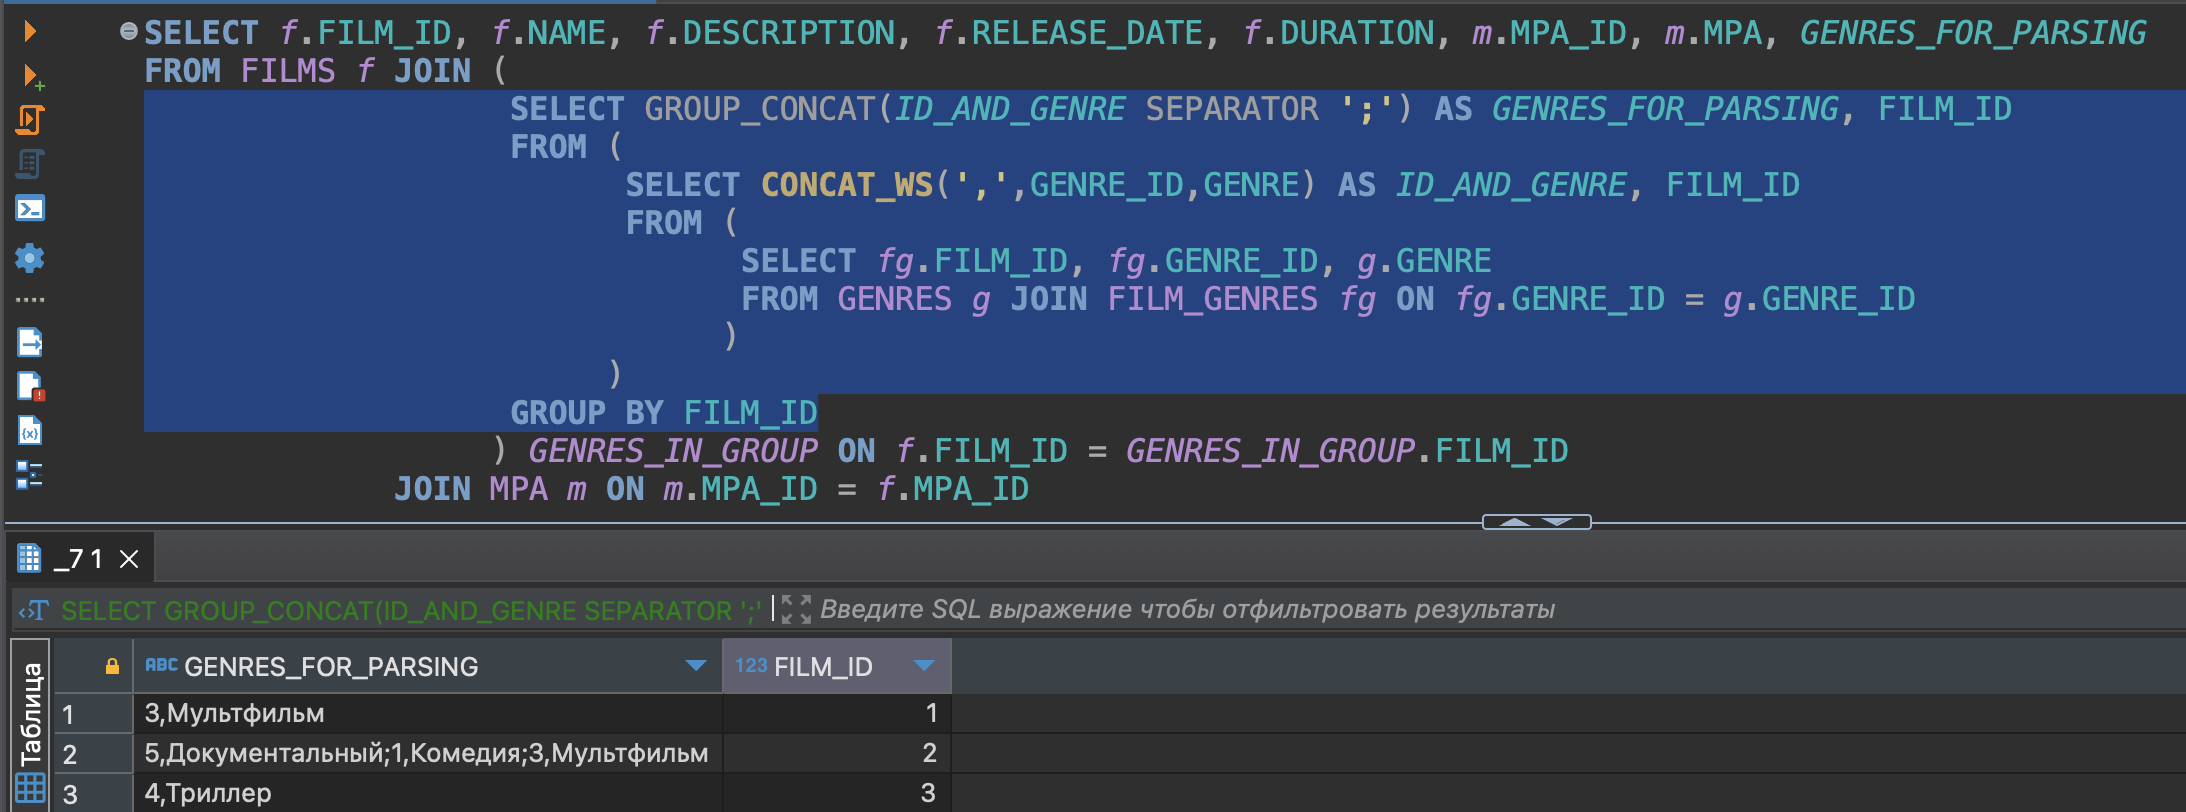 SELECT f.FILM_ID, f.NAME, f.DESCRIPTION, f.RELEASE_DATE, f.DURATION, m.MPA_ID, m.MPA, GENRES_FOR_PARSING
FROM FILMS f JOIN (
SELECT GROUP_CONCAT(ID_AND_GENRE SEPARATOR ';') AS GENRES_FOR_PARSING, FILM_ID
FROM (
SELECT CONCAT_WS(',',GENRE_ID,GENRE) AS ID_AND_GENRE, FILM_ID
FROM (
SELECT fg.FILM_ID, fg.GENRE_ID, g.GENRE
FROM GENRES g JOIN FILM_GENRES fg ON fg.GENRE_ID = g.GENRE_ID
)
)
GROUP BY FILM_ID
) GENRES_IN_GROUP ON f.FILM_ID = GENRES_IN_GROUP.FILM_ID
JOIN MPA m ON m.MPA_ID = f.MPA_ID
_7 1
SELECT GROUP_CONCAT(ID_AND_GENRE SEPARATOR ';' Введите SQL выражение чтобы отфильтровать результаты
Таблица
ABC GENRES_FOR_PARSING 123 FILM_ID
1 3,Мультфильм 1
2 5,Документальный;1,Комедия;3,Мультфильм 2
3 4,Триллер 3